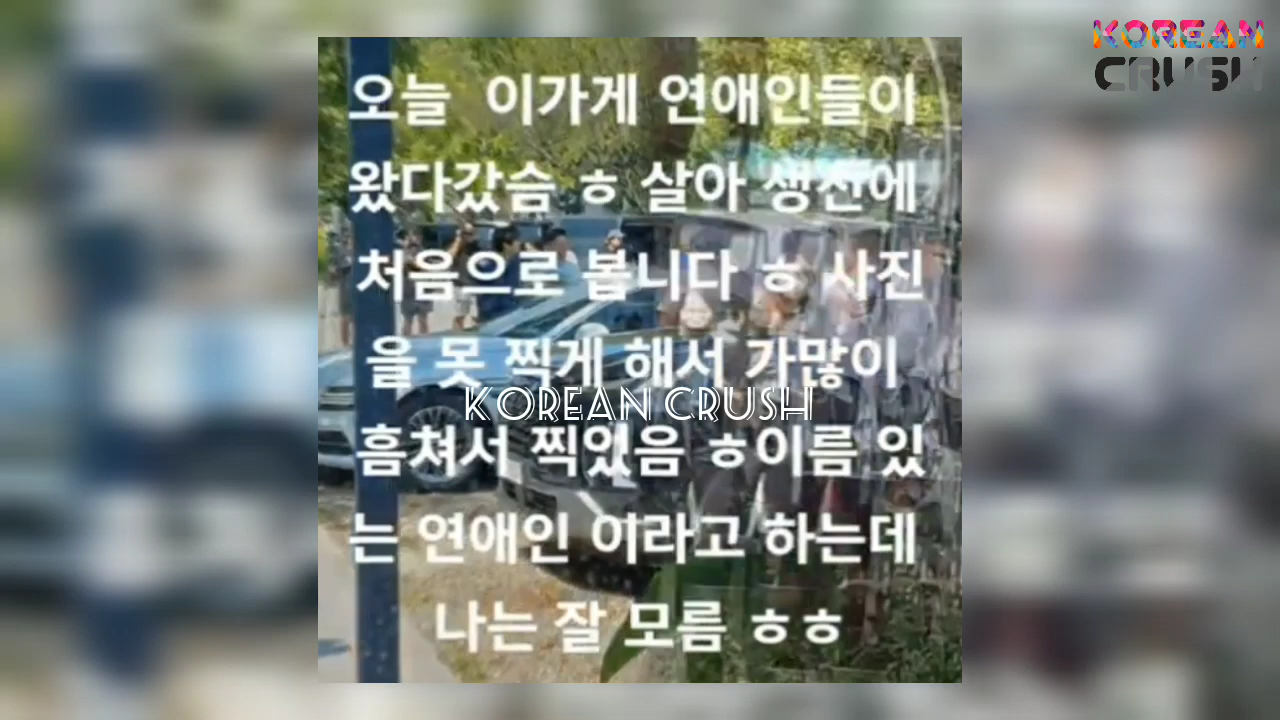 KOREAN
CRUSH
오늘 이가게 연애인들이
왔다갔슴 ㅎ 살아 생전에
처음으로 봅니다 ㅎ 사진
을 못 찍게 해서 가많이
KOREAN CRUSH
흠쳐서 찍었음 ㅎ이름 있
는 연애인 이라고 하는데
나는 잘 모름 ㅎㅎ